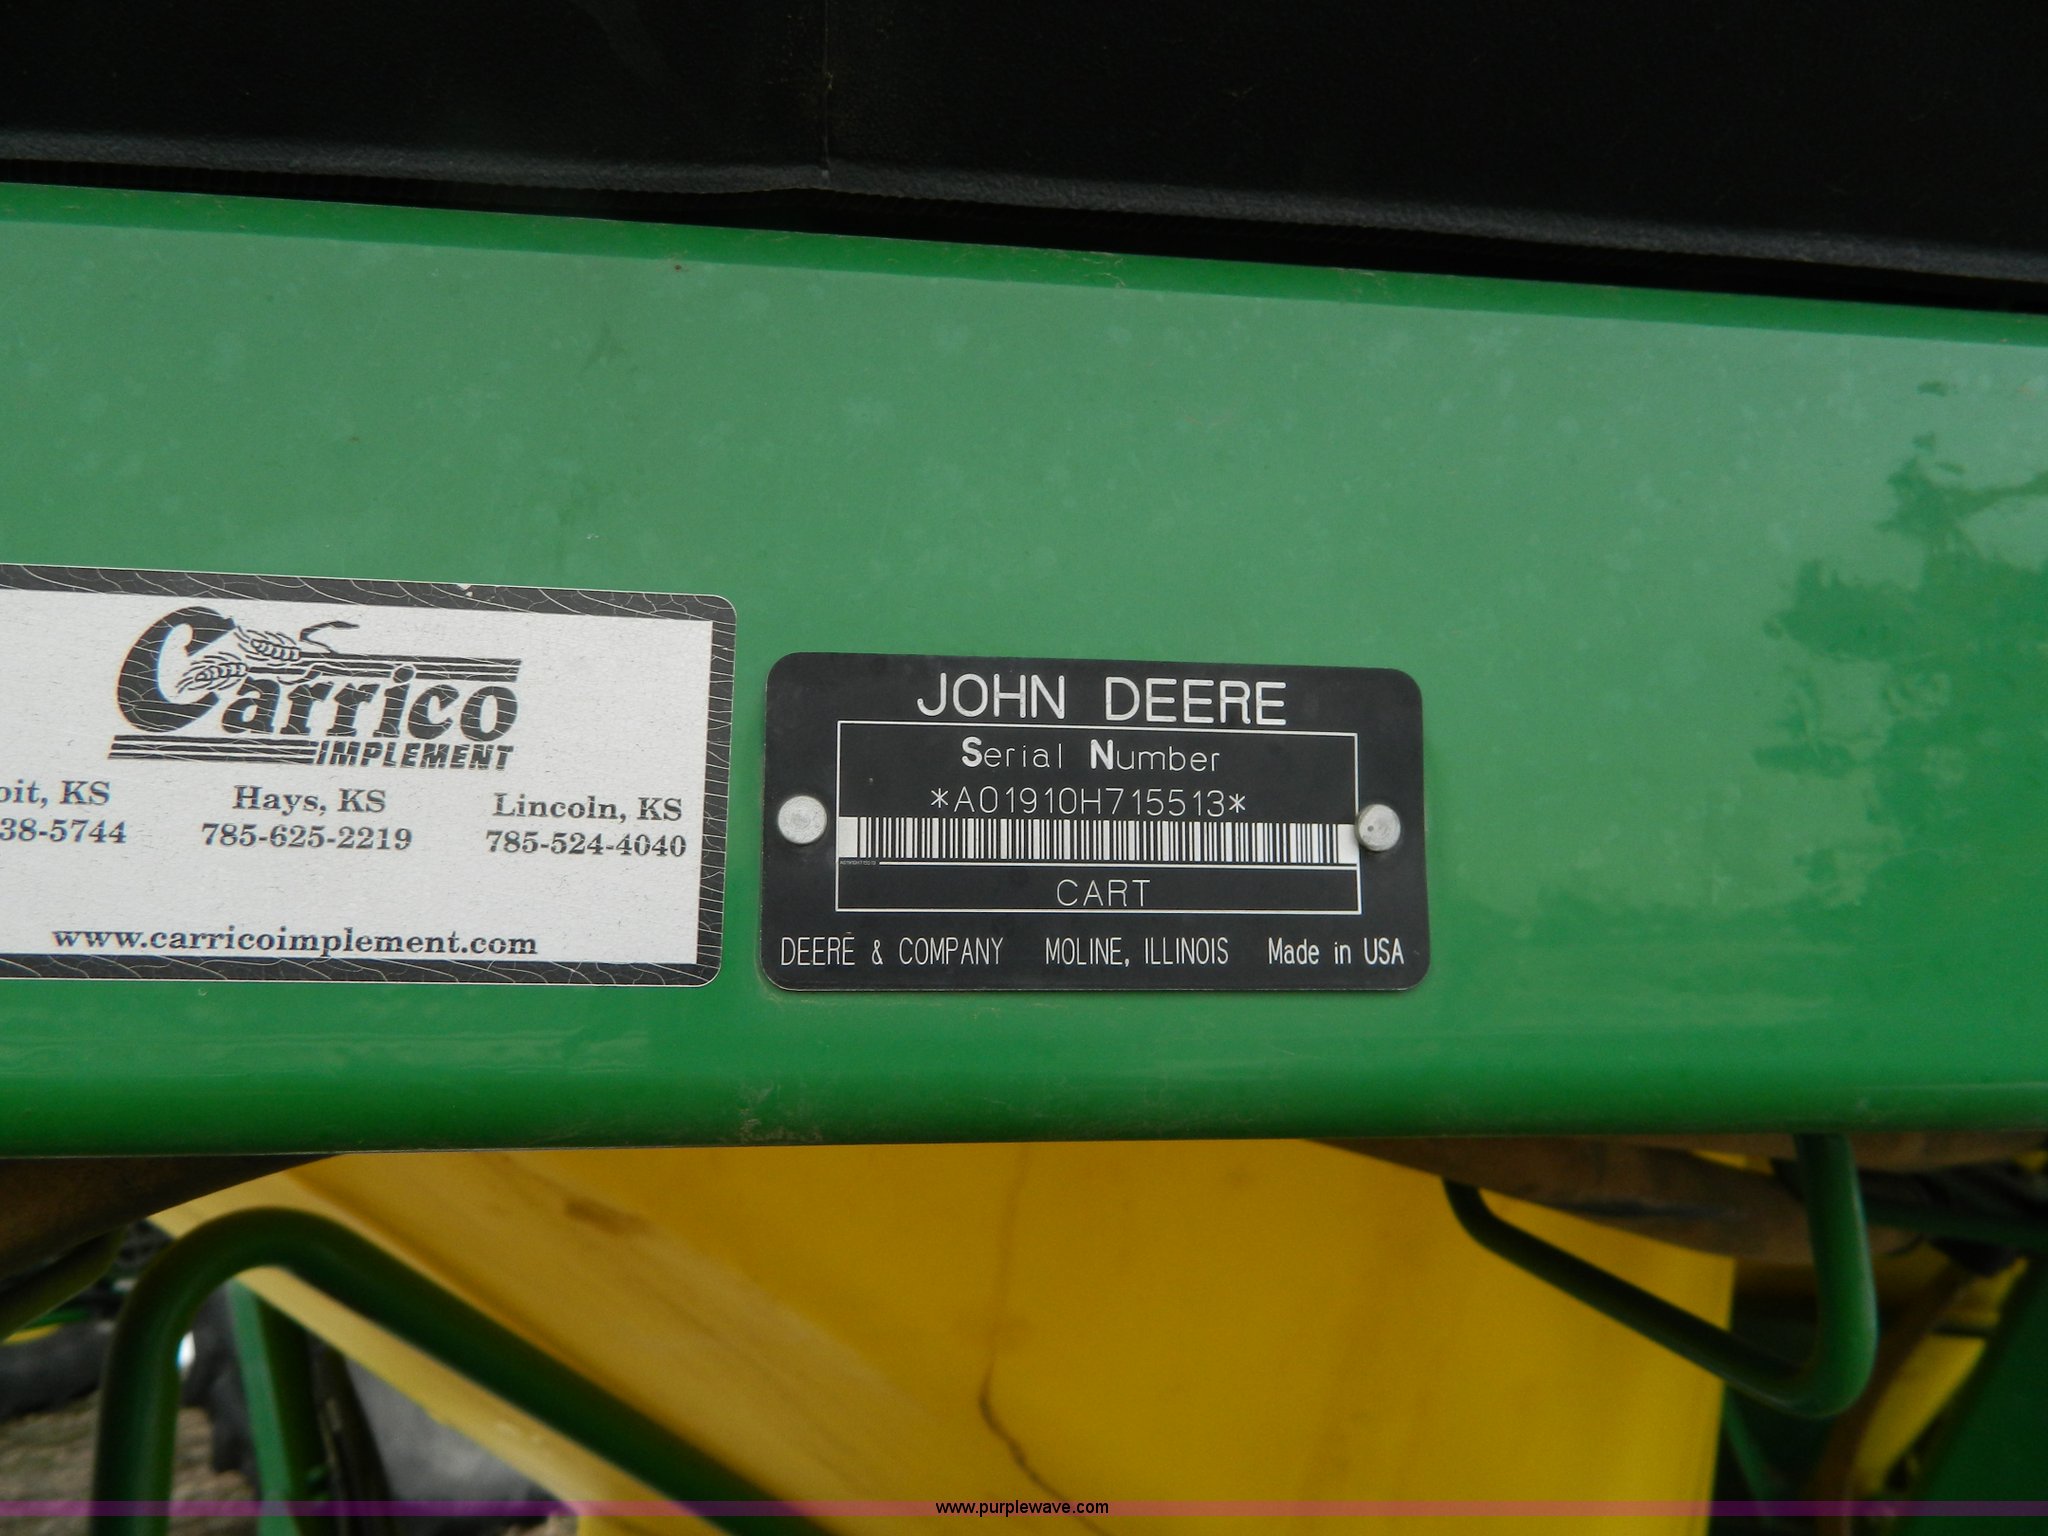 Carrico
IMPLEMENT
oit, KS Hays, KS Lincoln, KS
38-5744 785-625-2219 785-524-4040
www.carricoimplement.com
JOHN DEERE
Serial Number
*A01910H715513*
CART
DEERE & COMPANY MOLINE, ILLINOIS Made in USA
www.purplewave.com